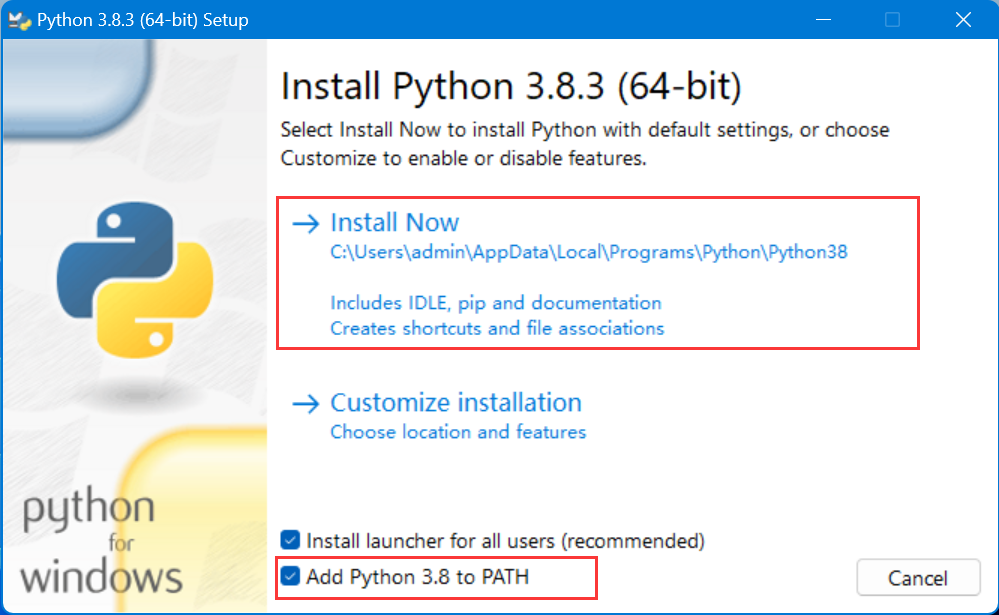 Python 3.8.3 (64-bit) Setup
Install Python 3.8.3 (64-bit)
Select Install Now to install Python with default settings, or choose
Customize to enable or disable features.
Install Now
C:\Users\admin\AppData\Local\Programs\Python\Python38
Includes IDLE, pip and documentation
Creates shortcuts and file associations
Customize installation
Choose location and features
python
for
windows
Install launcher for all users (recommended)
Add Python 3.8 to PATH
Cancel